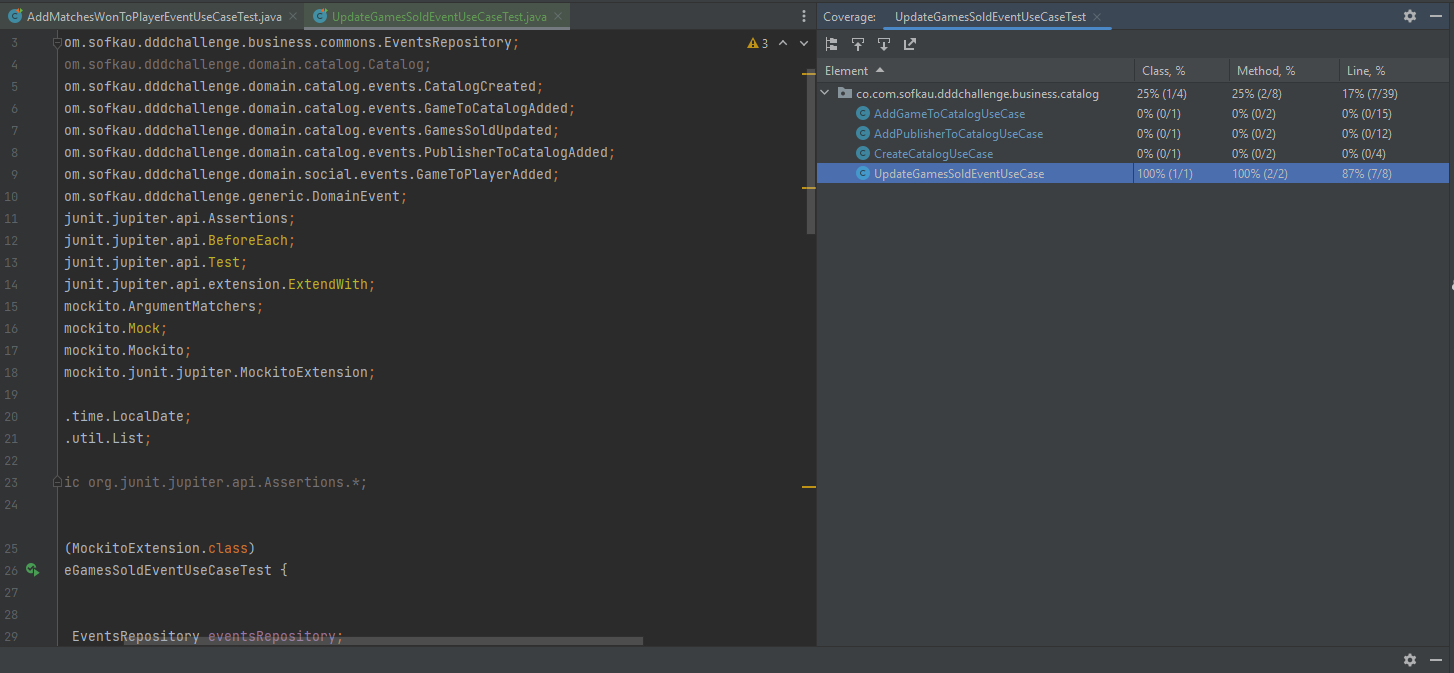 AddMatchesWonToPlayerEventUseCaseTest.java UpdateGamesSoldEventUseCaseTest.java
3 om.sofkau.dddchallenge.business.commons.EventsRepository; 3
4 om.sofkau.dddchallenge.domain.catalog.Catalog;
5 om.sofkau.dddchallenge.domain.catalog.events.CatalogCreated;
6 om.sofkau.dddchallenge.domain.catalog.events.GameToCatalogAdded;
7 om.sofkau.dddchallenge.domain.catalog.events.GamesSoldUpdated;
8 om.sofkau.dddchallenge.domain.catalog.events.PublisherToCatalogAdded;
9 om.sofkau.dddchallenge.domain.social.events.GameToPlayerAdded;
10 om.sofkau.dddchallenge.generic.DomainEvent;
11 junit.jupiter.api.Assertions;
12 junit.jupiter.api.BeforeEach;
13 junit.jupiter.api.Test;
14 junit.jupiter.api.extension.ExtendWith;
15 mockito.ArgumentMatchers;
16 mockito.Mock;
17 mockito.Mockito;
18 mockito.junit.jupiter.MockitoExtension;
19
20 .time.LocalDate;
21 .util.List;
22
23 ic org.junit.jupiter.api.Assertions.*;
24
25 (MockitoExtension.class)
26 eGamesSoldEventUseCaseTest {
27
28
29 EventsRepository eventsRepository;
Coverage: UpdateGamesSoldEventUseCaseTest
Element Class, % Method, % Line, %
co.com.sofkau.dddchallenge.business.catalog 25% (1/4) 25% (2/8) 17% (7/39)
AddGameToCatalogUseCase 0% (0/1) 0% (0/2) 0% (0/15)
AddPublisherToCatalogUseCase 0% (0/1) 0% (0/2) 0% (0/12)
CreateCatalogUseCase 0% (0/1) 0% (0/2) 0% (0/4)
UpdateGamesSoldEventUseCase 100% (1/1) 100% (2/2) 87% (7/8)